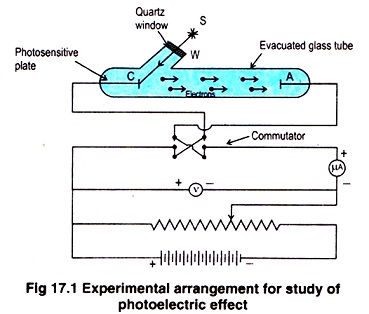 Quartz
window
S
W
Photosensitive
plate
Evacuated glass tube
C
A
Electrons
Commutator
+
μA
−
+ V −
+ −
Fig 17.1 Experimental arrangement for study of
photoelectric effect